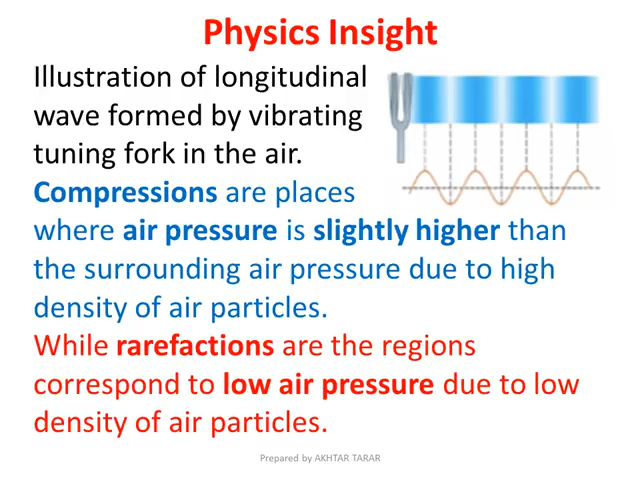 Physics Insight
Illustration of longitudinal
wave formed by vibrating
tuning fork in the air.
Compressions are places
where air pressure is slightly higher than
the surrounding air pressure due to high
density of air particles.
While rarefactions are the regions
correspond to low air pressure due to low
density of air particles.
Prepared by AKHTAR TARAR